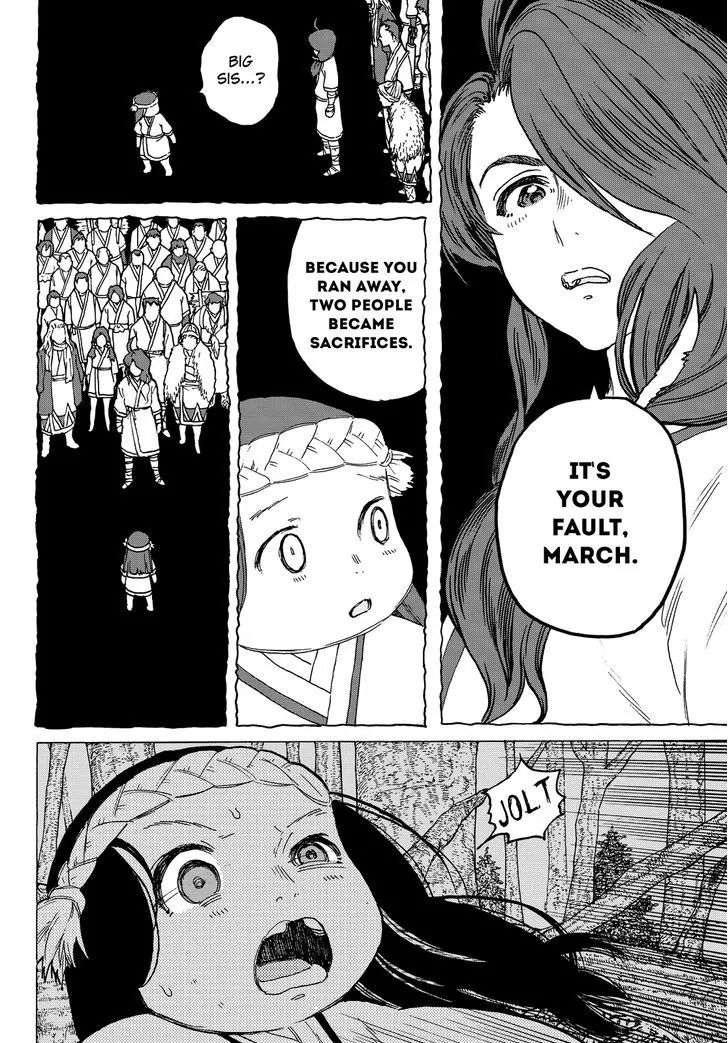 IT'S
YOUR
FAULT,
MARCH.
BIG
SIS...?
BECAUSE YOU
RAN AWAY,
TWO PEOPLE
BECAME
SACRIFICES.
JOLT